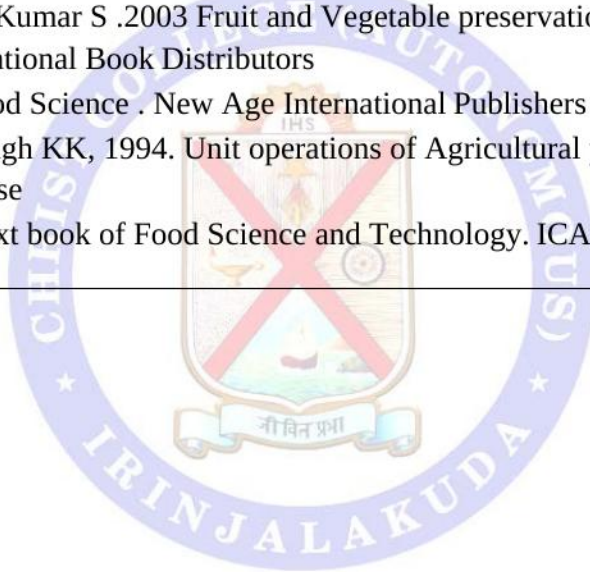 Kumar S .2003 Fruit and Vegetable preservatio
ational Book Distributors
od Science . New Age International Publishers
gh KK, 1994. Unit operations of Agricultural
se
xt book of Food Science and Technology. ICA
CHRIST COLLEGE (AUTONOMOUS)
IHS
जीवित प्रभा
IRINJALAKUDA